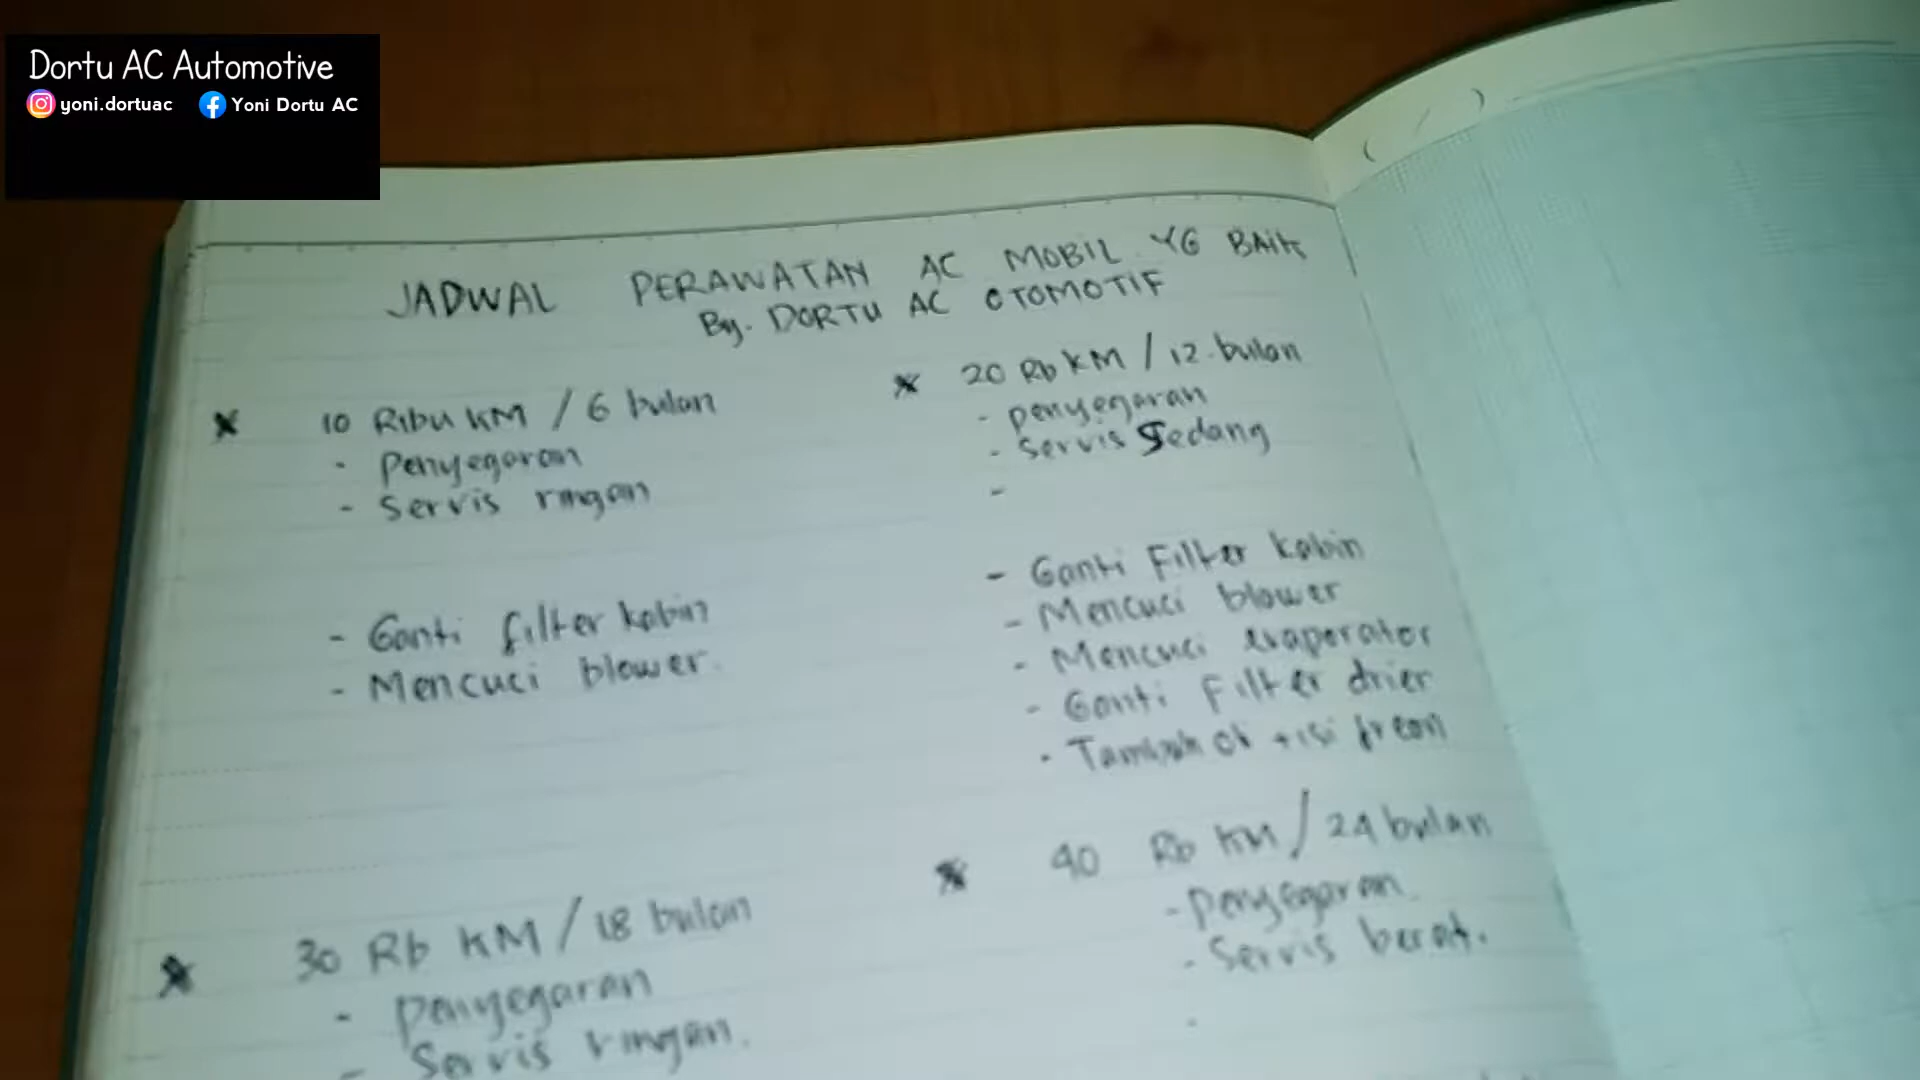 Dortu AC Automotive
yoni.dortuac Yoni Dortu AC
JADWAL PERAWATAN AC MOBIL YG BAIK
By. DORTU AC OTOMOTIF
* 10 Ribu KM / 6 bulan
- Penyegaran
- Servis ringan
- Ganti filter kabin
- Mencuci blower.
* 20 Rb KM / 12 bulan
- penyegaran
- Servis Sedang
-
- Ganti Filter kabin
- Mencuci blower
- Mencuci evaporator
- Ganti Filter drier
- Tambah oli + isi freon
* 30 Rb KM / 18 bulan
- Penyegaran
- Servis ringan.
* 40 Rb KM / 24 bulan
- Penyegaran
- Servis berat.
-